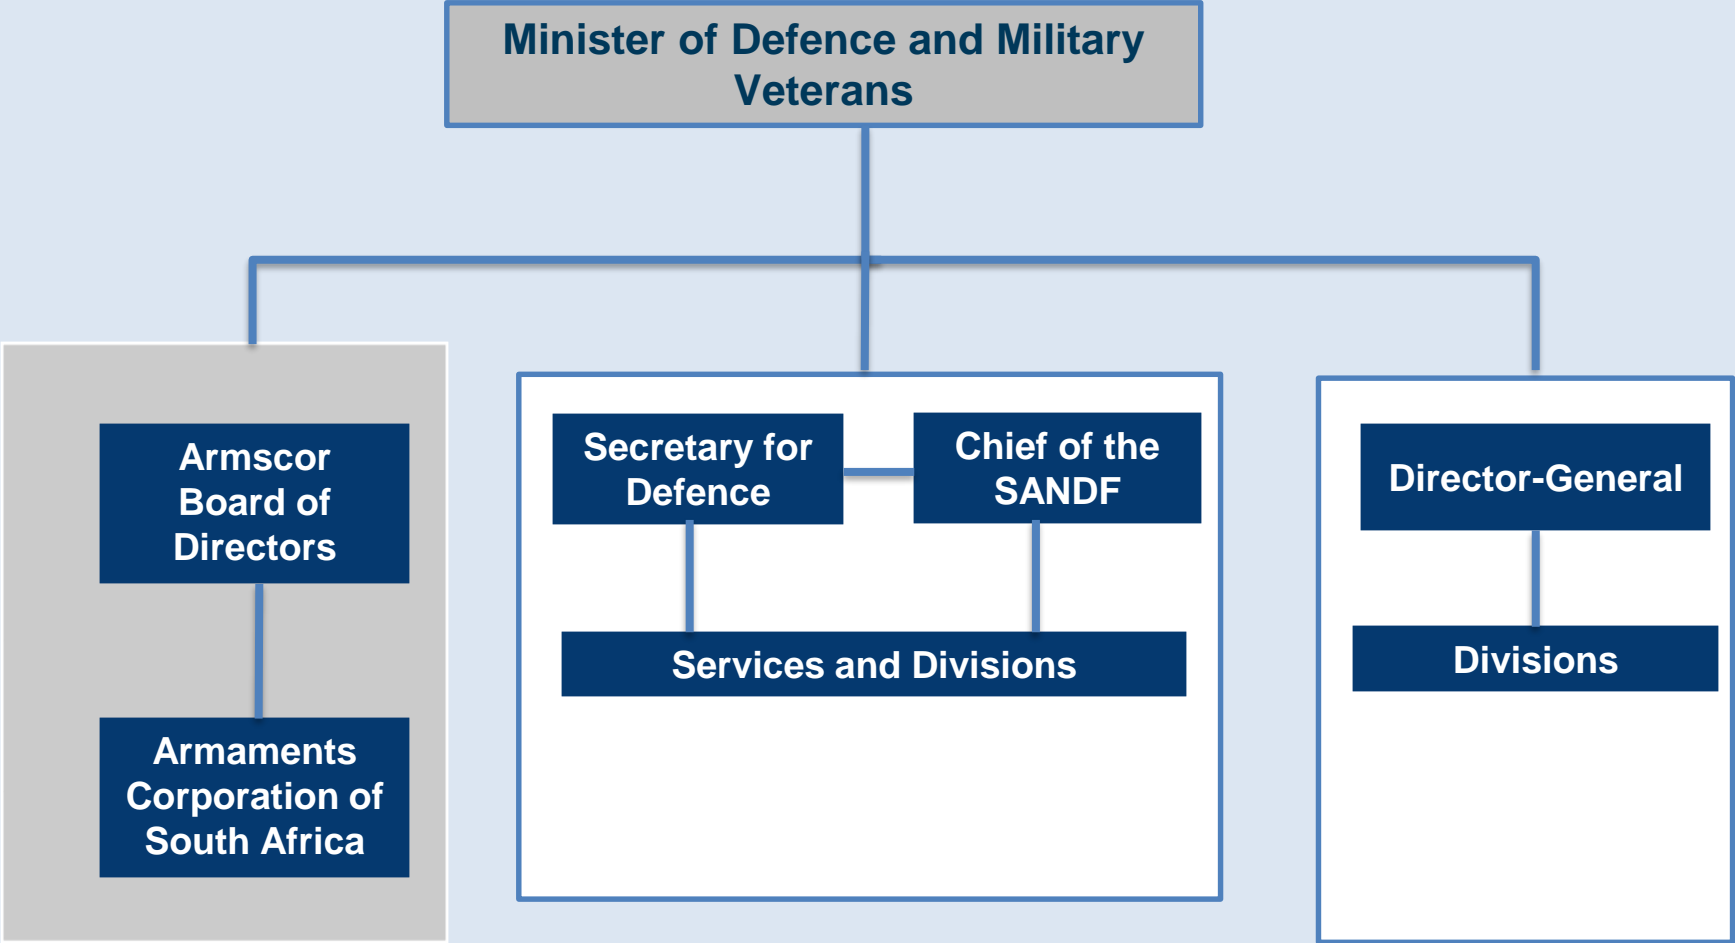 Minister of Defence and Military
Veterans
Armscor
Board of
Directors
Armaments
Corporation of
South Africa
Secretary for
Defence
Chief of the
SANDF
Services and Divisions
Director-General
Divisions